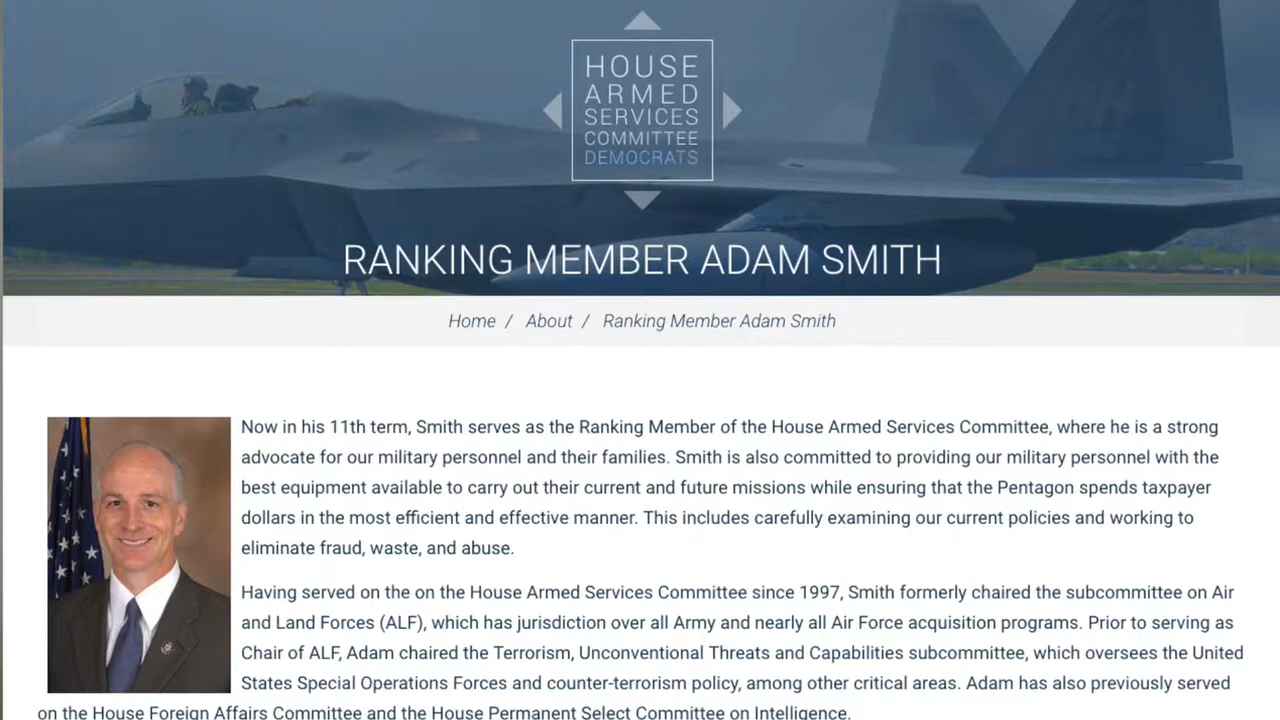 HOUSE
ARMED
SERVICES
COMMITTEE
DEMOCRATS
RANKING MEMBER ADAM SMITH
Home / About / Ranking Member Adam Smith
Now in his 11th term, Smith serves as the Ranking Member of the House Armed Services Committee, where he is a strong
advocate for our military personnel and their families. Smith is also committed to providing our military personnel with the
best equipment available to carry out their current and future missions while ensuring that the Pentagon spends taxpayer
dollars in the most efficient and effective manner. This includes carefully examining our current policies and working to
eliminate fraud, waste, and abuse.
Having served on the on the House Armed Services Committee since 1997, Smith formerly chaired the subcommittee on Air
and Land Forces (ALF), which has jurisdiction over all Army and nearly all Air Force acquisition programs. Prior to serving as
Chair of ALF, Adam chaired the Terrorism, Unconventional Threats and Capabilities subcommittee, which oversees the United
States Special Operations Forces and counter-terrorism policy, among other critical areas. Adam has also previously served
on the House Foreign Affairs Committee and the House Permanent Select Committee on Intelligence.